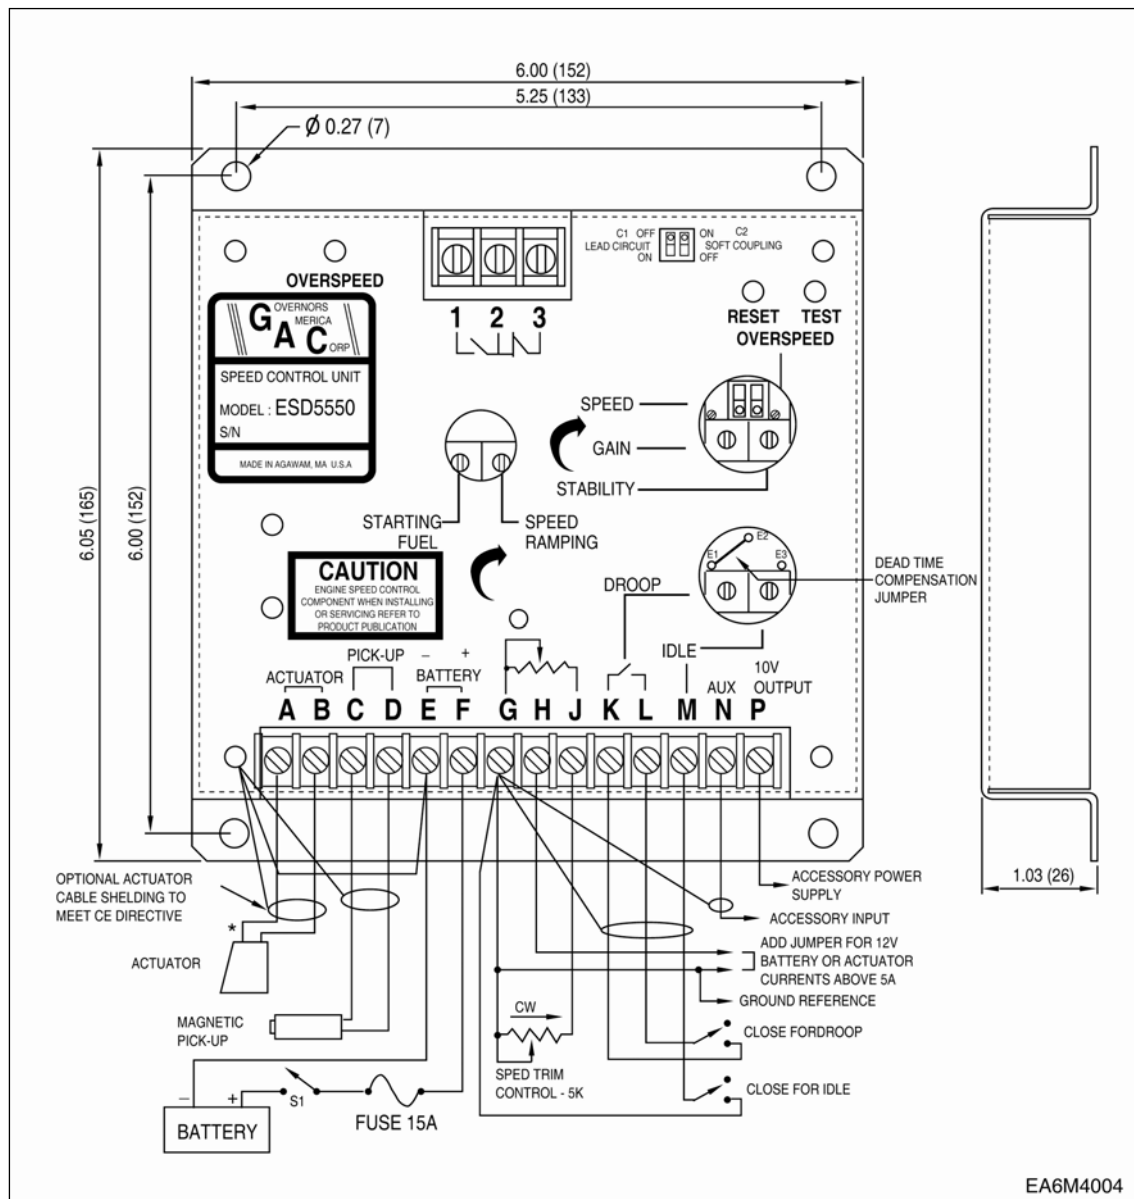 6.00 (152)
5.25 (133)
Ø 0.27 (7)
6.05 (165)
6.00 (152)
C1 OFF ON C2
LEAD CIRCUIT SOFT COUPLING
ON OFF
OVERSPEED
1 2 3
RESET TEST
OVERSPEED
GOVERNORS
AMERICA
CORP
SPEED CONTROL UNIT
MODEL : ESD5550
S/N
MADE IN AGAWAM, MA U.S.A
SPEED
GAIN
STABILITY
STARTING
FUEL
SPEED
RAMPING
CAUTION
ENGINE SPEED CONTROL
COMPONENT WHEN INSTALLING
OR SERVICING REFER TO
PRODUCT PUBLICATION
E1 E2 E3
DEAD TIME
COMPENSATION
JUMPER
DROOP
IDLE
PICK-UP
ACTUATOR
– +
BATTERY
AUX
10V
OUTPUT
A B C D E F G H J K L M N P
1.03 (26)
OPTIONAL ACTUATOR
CABLE SHELDING TO
MEET CE DIRECTIVE
*
ACTUATOR
MAGNETIC
PICK-UP
– +
BATTERY
S1
FUSE 15A
CW
SPED TRIM
CONTROL - 5K
ACCESSORY POWER
SUPPLY
ACCESSORY INPUT
ADD JUMPER FOR 12V
BATTERY OR ACTUATOR
CURRENTS ABOVE 5A
GROUND REFERENCE
CLOSE FORDROOP
CLOSE FOR IDLE
EA6M4004